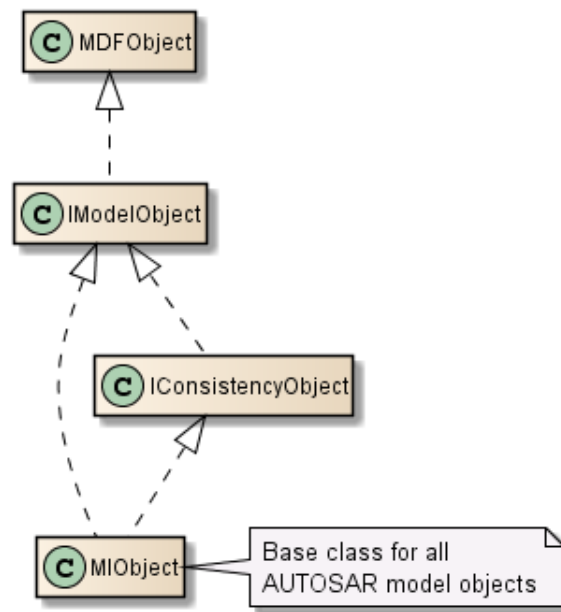 C MDFObject
C IModelObject
C IConsistencyObject
C MIObject
Base class for all
AUTOSAR model objects